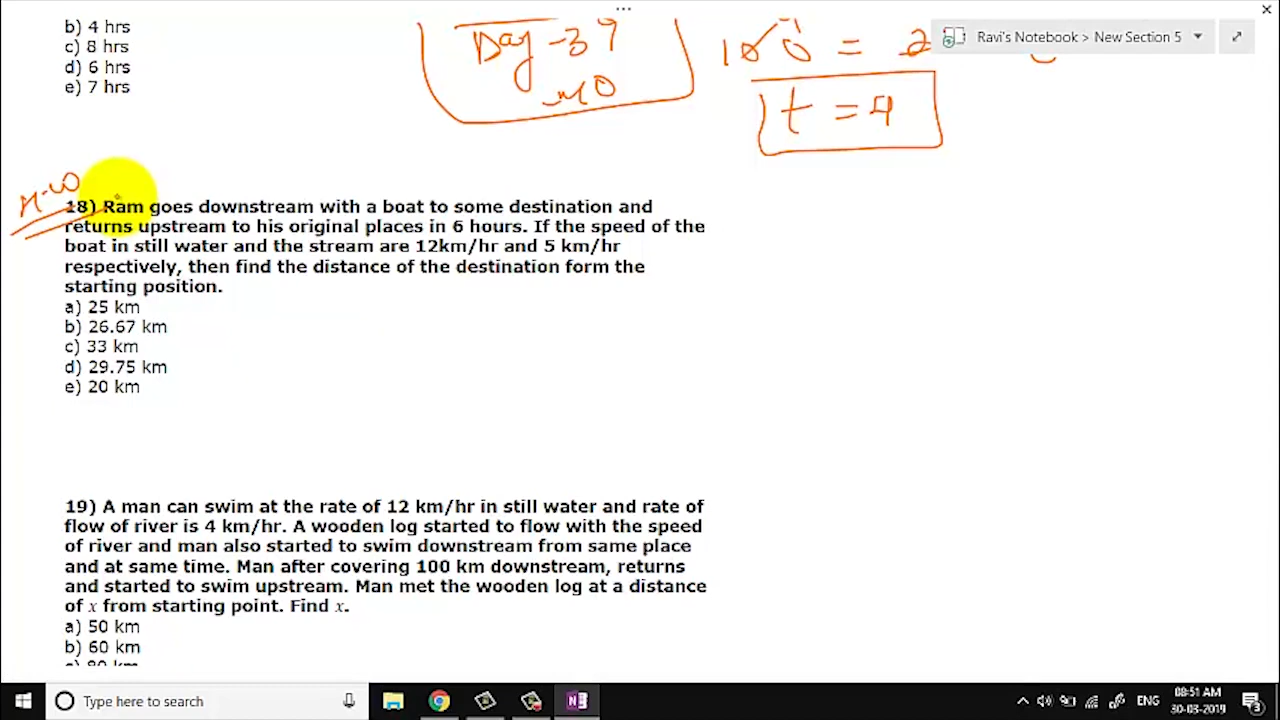 b) 4 hrs
c) 8 hrs
d) 6 hrs
e) 7 hrs
Day-39
t = 4
Ravi's Notebook > New Section 5
H.W
18) Ram goes downstream with a boat to some destination and
returns upstream to his original places in 6 hours. If the speed of the
boat in still water and the stream are 12km/hr and 5 km/hr
respectively, then find the distance of the destination form the
starting position.
a) 25 km
b) 26.67 km
c) 33 km
d) 29.75 km
e) 20 km
19) A man can swim at the rate of 12 km/hr in still water and rate of
flow of river is 4 km/hr. A wooden log started to flow with the speed
of river and man also started to swim downstream from same place
and at same time. Man after covering 100 km downstream, returns
and started to swim upstream. Man met the wooden log at a distance
of x from starting point. Find x.
a) 50 km
b) 60 km
Type here to search
ENG
08:51 AM
30-03-2019
3